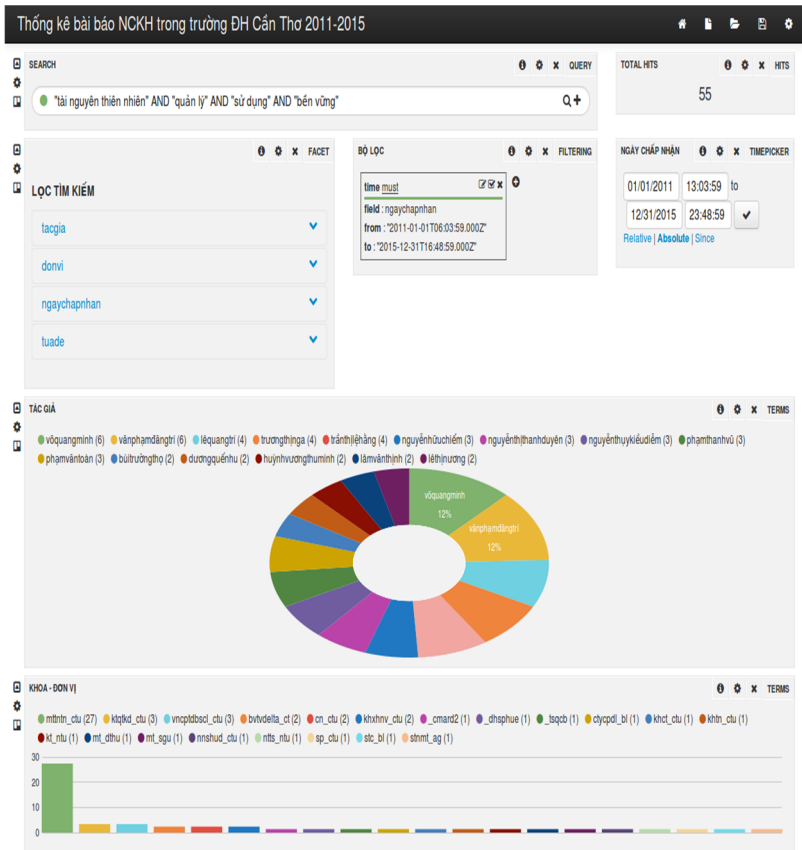 Thống kê bài báo NCKH trong trường ĐH Cần Thơ 2011-2015
SEARCH
QUERY
"tài nguyên thiên nhiên" AND "quản lý" AND "sử dụng" AND "bền vững"
TOTAL HITS
HITS
55
FACET
LỌC TÌM KIẾM
tacgia
donvi
ngaychapnhan
tuade
BỘ LỌC
FILTERING
time must
field : ngaychapnhan
from : "2011-01-01T06:03:59.000Z"
to : "2015-12-31T16:48:59.000Z"
NGÀY CHẤP NHẬN
TIMEPICKER
01/01/2011 13:03:59 to
12/31/2015 23:48:59
Relative | Absolute | Since
TÁC GIẢ
TERMS
võquangminh (6) vănphạmđăngtrí (6) lêquangtrí (4) trươngthịnga (4) trầnthịlệhằng (4) nguyễnhữuchiếm (3) nguyễnthịthanhduyên (3) nguyễnthụykiềudiễm (3) phạmthanhvũ (3)
phạmvăntoàn (3) bùitrườngthọ (2) dươngquếnhu (2) huỳnhvươngthuminh (2) lâmvănthịnh (2) lêthịnương (2)
võquangminh
12%
vănphạmđăngtrí
12%
KHOA - ĐƠN VỊ
TERMS
mttntn_ctu (27) ktqtkd_ctu (3) vncptdbscl_ctu (3) bvtvdelta_ct (2) cn_ctu (2) khxhnv_ctu (2) _cmard2 (1) _dhsphue (1) _tsqcb (1) ctycpdl_bl (1) khct_ctu (1) khtn_ctu (1)
kt_ntu (1) mt_dthu (1) mt_sgu (1) nnshud_ctu (1) ntts_ntu (1) sp_ctu (1) stc_bl (1) stnmt_ag (1)
30
20
10
0